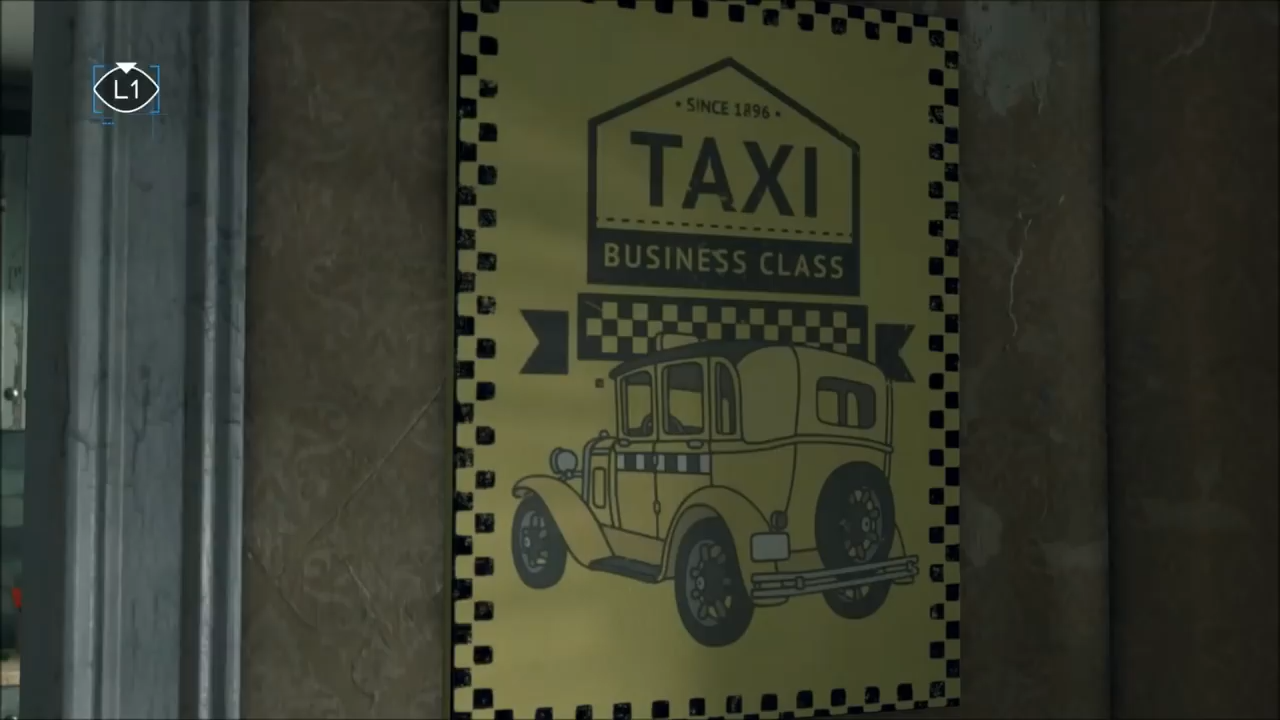 L1
• SINCE 1896 •
TAXI
BUSINESS CLASS